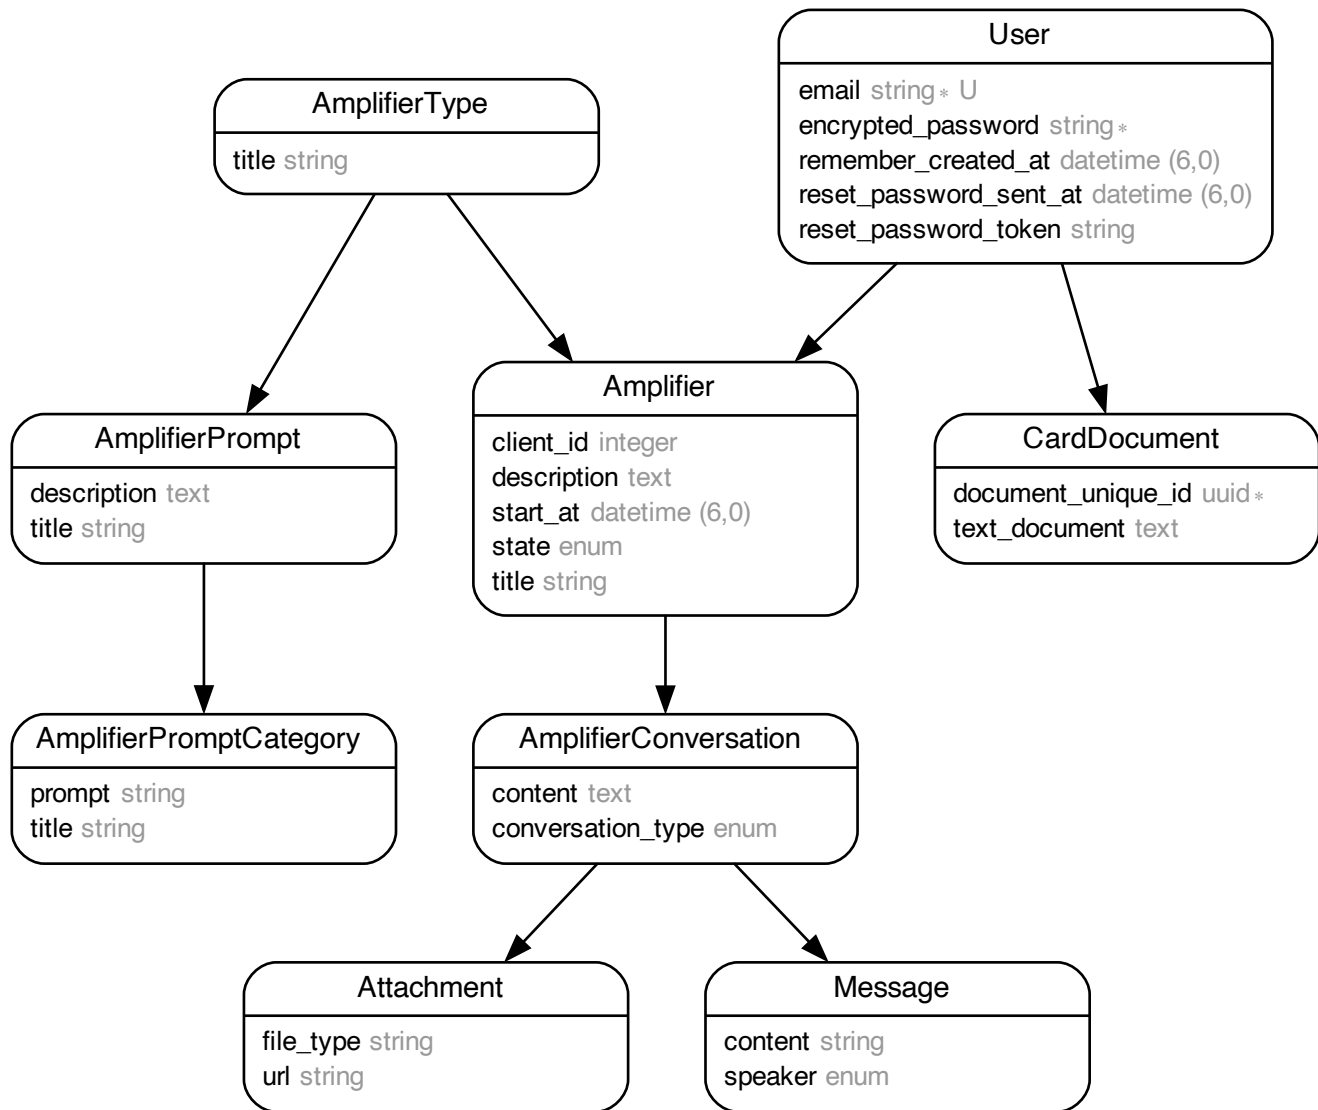 User
email string* U
encrypted_password string*
remember_created_at datetime (6,0)
reset_password_sent_at datetime (6,0)
reset_password_token string
AmplifierType
title string
Amplifier
client_id integer
description text
start_at datetime (6,0)
state enum
title string
AmplifierPrompt
description text
title string
CardDocument
document_unique_id uuid*
text_document text
AmplifierPromptCategory
prompt string
title string
AmplifierConversation
content text
conversation_type enum
Attachment
file_type string
url string
Message
content string
speaker enum